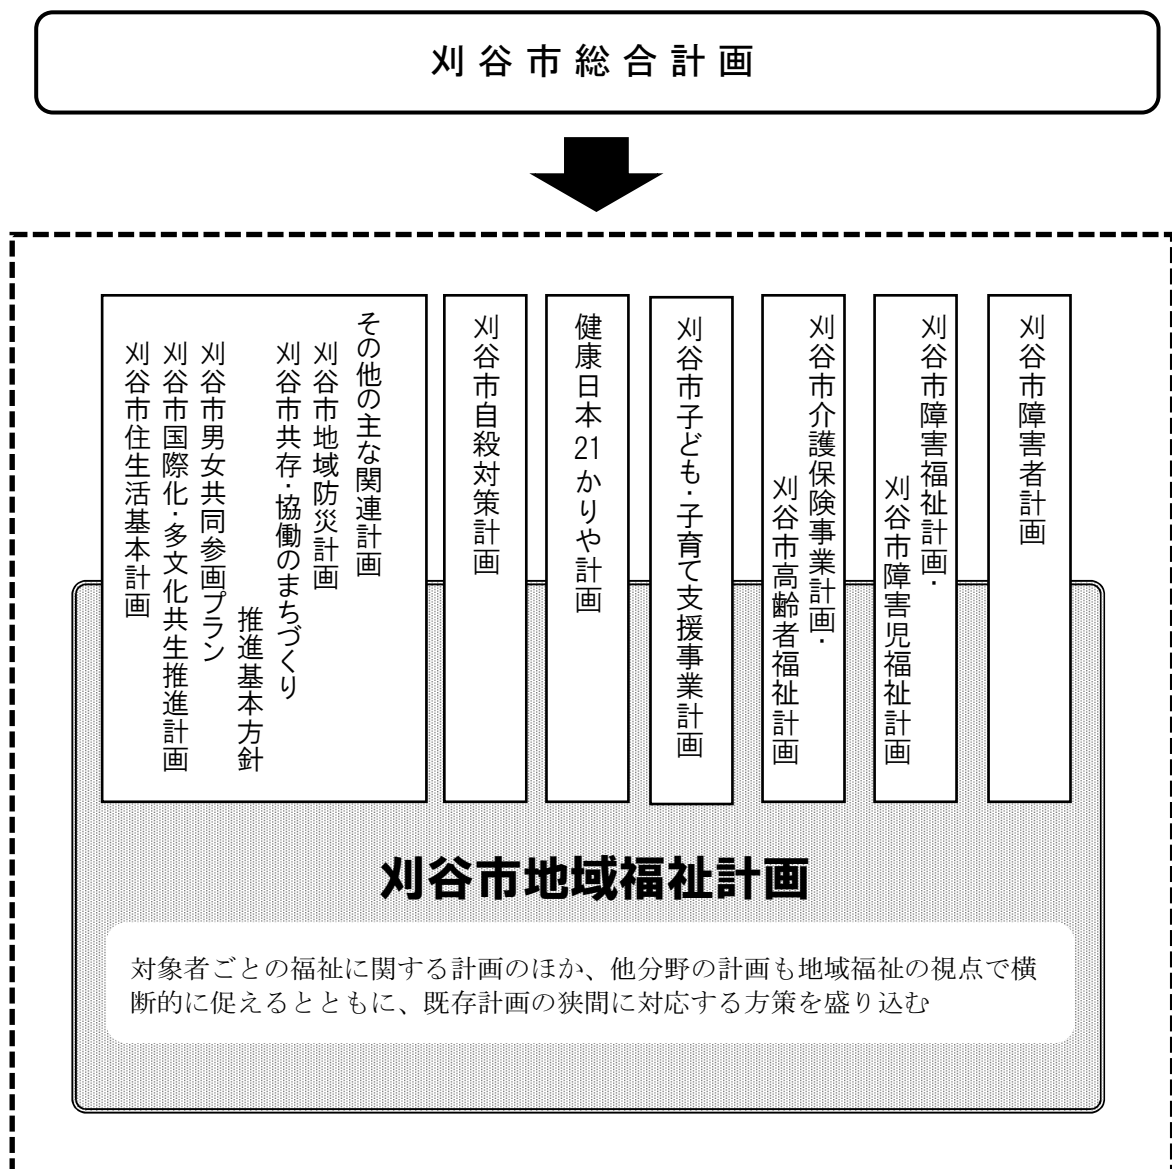 刈谷市総合計画
刈谷市障害者計画
刈谷市障害福祉計画・
刈谷市障害児福祉計画
刈谷市介護保険事業計画・
刈谷市高齢者福祉計画
刈谷市子ども・子育て支援事業計画
健康日本21かりや計画
刈谷市自殺対策計画
その他の主な関連計画
刈谷市地域防災計画
刈谷市共存・協働のまちづくり
推進基本方針
刈谷市男女共同参画プラン
刈谷市国際化・多文化共生推進計画
刈谷市住生活基本計画
刈谷市地域福祉計画
対象者ごとの福祉に関する計画のほか、他分野の計画も地域福祉の視点で横
断的に促えるとともに、既存計画の狭間に対応する方策を盛り込む